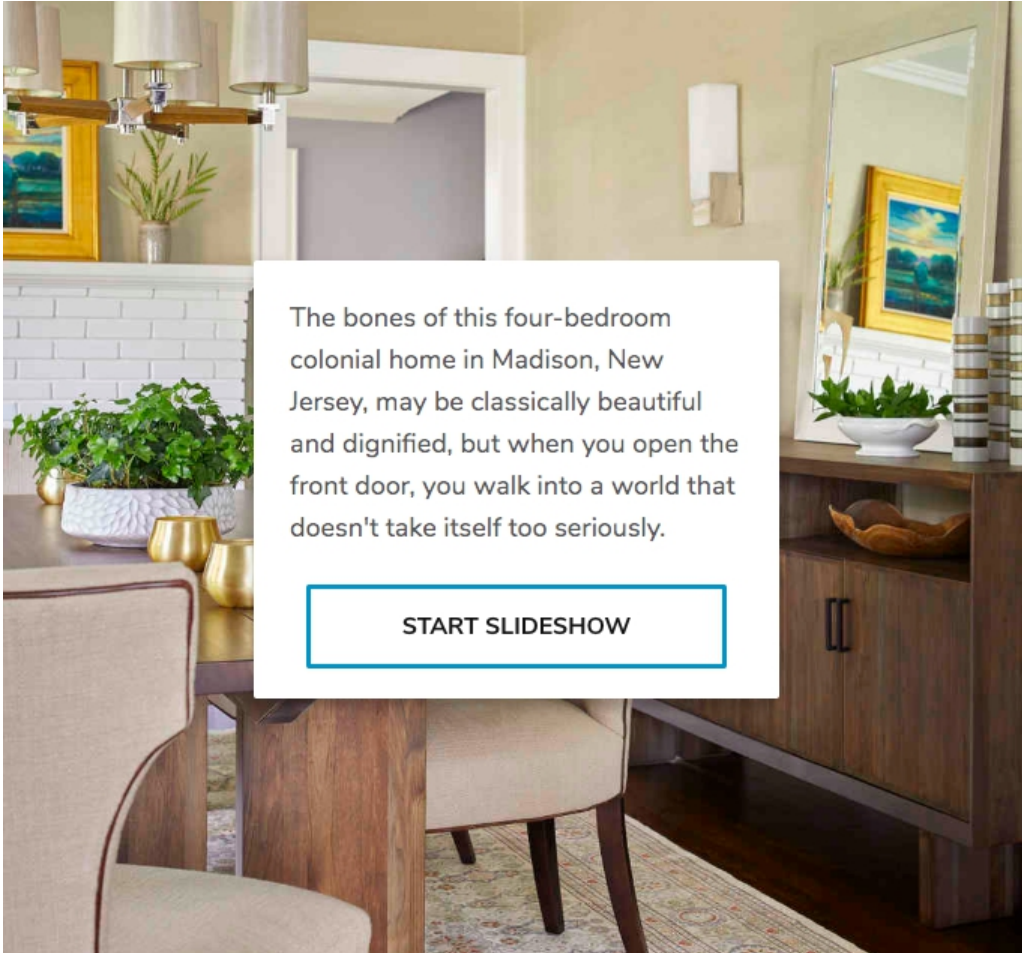 The bones of this four-bedroom
colonial home in Madison, New
Jersey, may be classically beautiful
and dignified, but when you open the
front door, you walk into a world that
doesn't take itself too seriously.
START SLIDESHOW